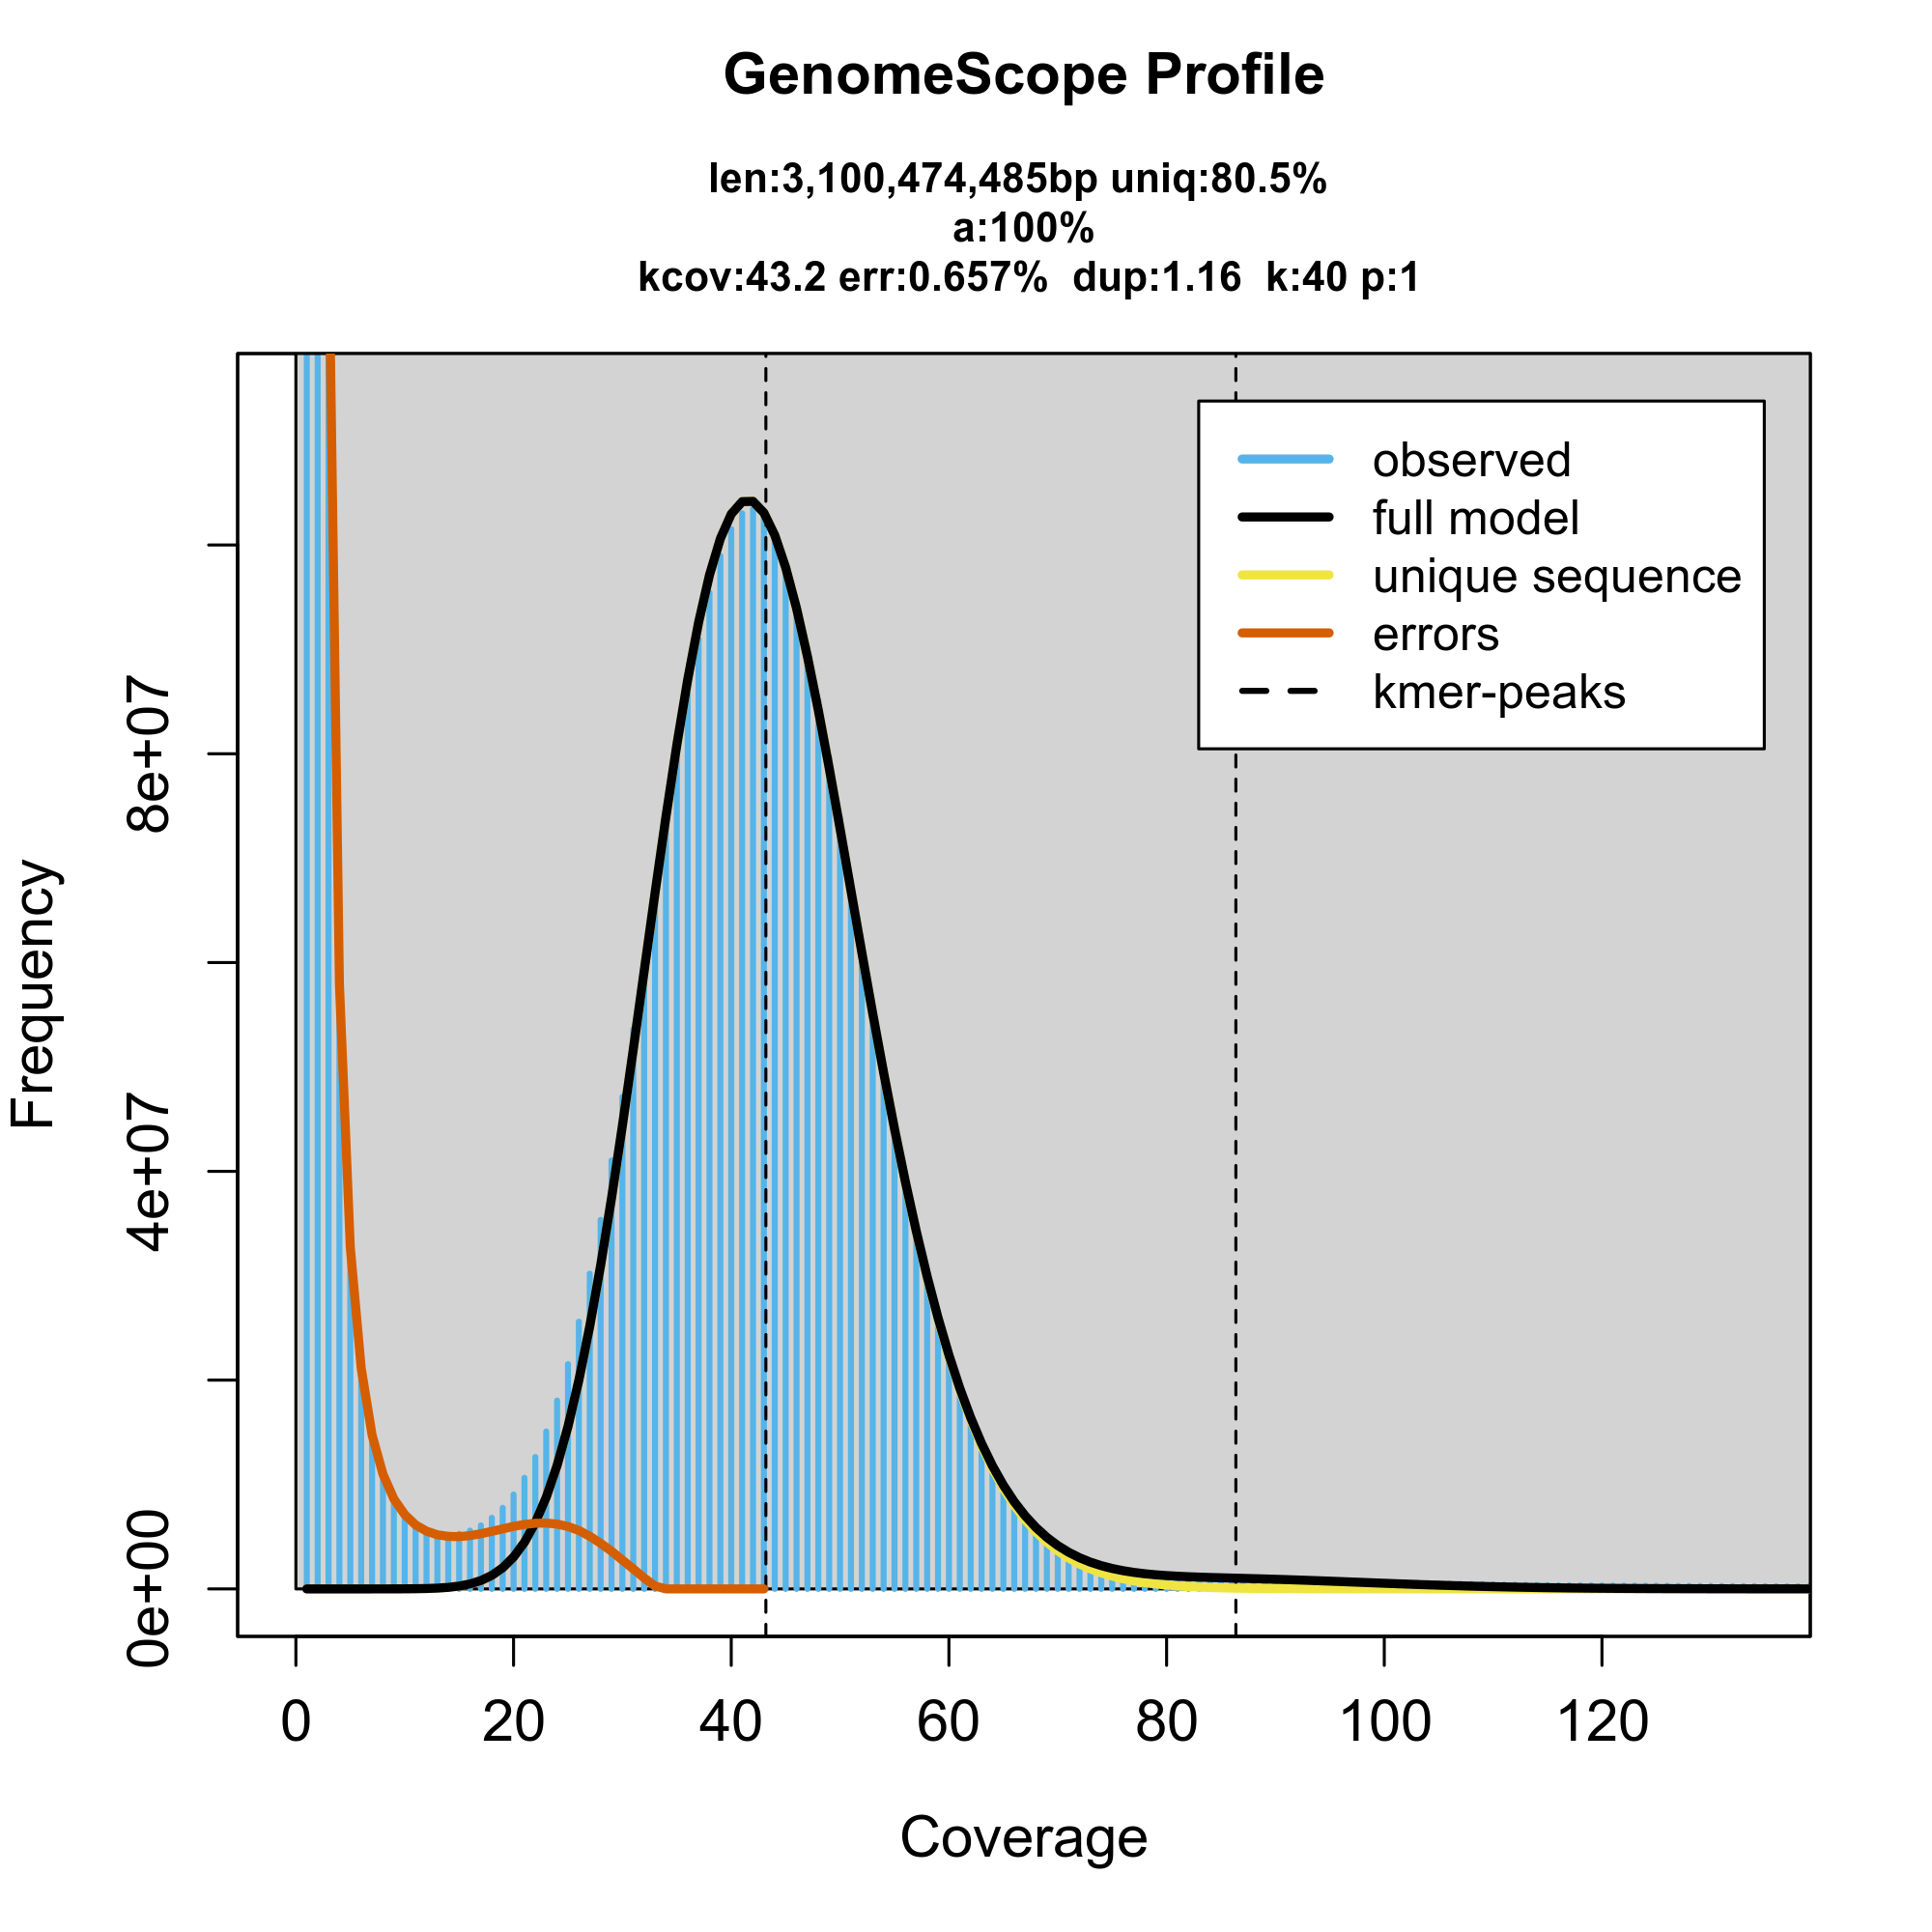 GenomeScope Profile
len:3,100,474,485bp uniq:80.5%
a:100%
kcov:43.2 err:0.657%  dup:1.16  k:40 p:1
observed
full model
unique sequence
errors
kmer-peaks
Frequency
8e+07
4e+07
0e+00
0 20 40 60 80 100 120
Coverage